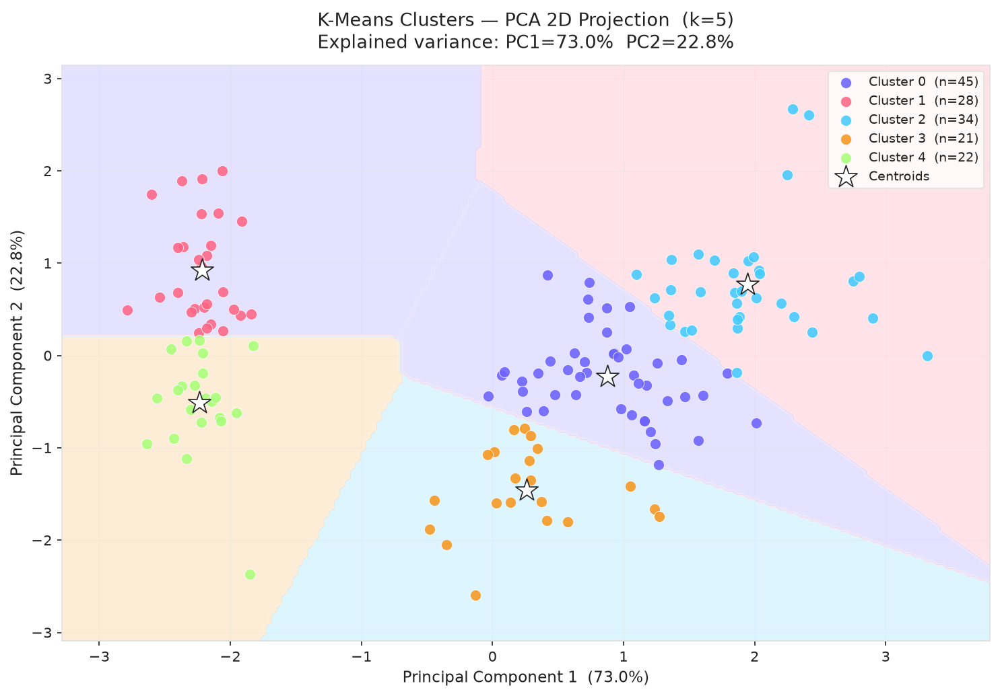 K-Means Clusters — PCA 2D Projection  (k=5)
Explained variance: PC1=73.0%  PC2=22.8%
Cluster 0  (n=45)
Cluster 1  (n=28)
Cluster 2  (n=34)
Cluster 3  (n=21)
Cluster 4  (n=22)
Centroids
Principal Component 2  (22.8%)
3
2
1
0
−1
−2
−3
−3
−2
−1
0
1
2
3
Principal Component 1  (73.0%)